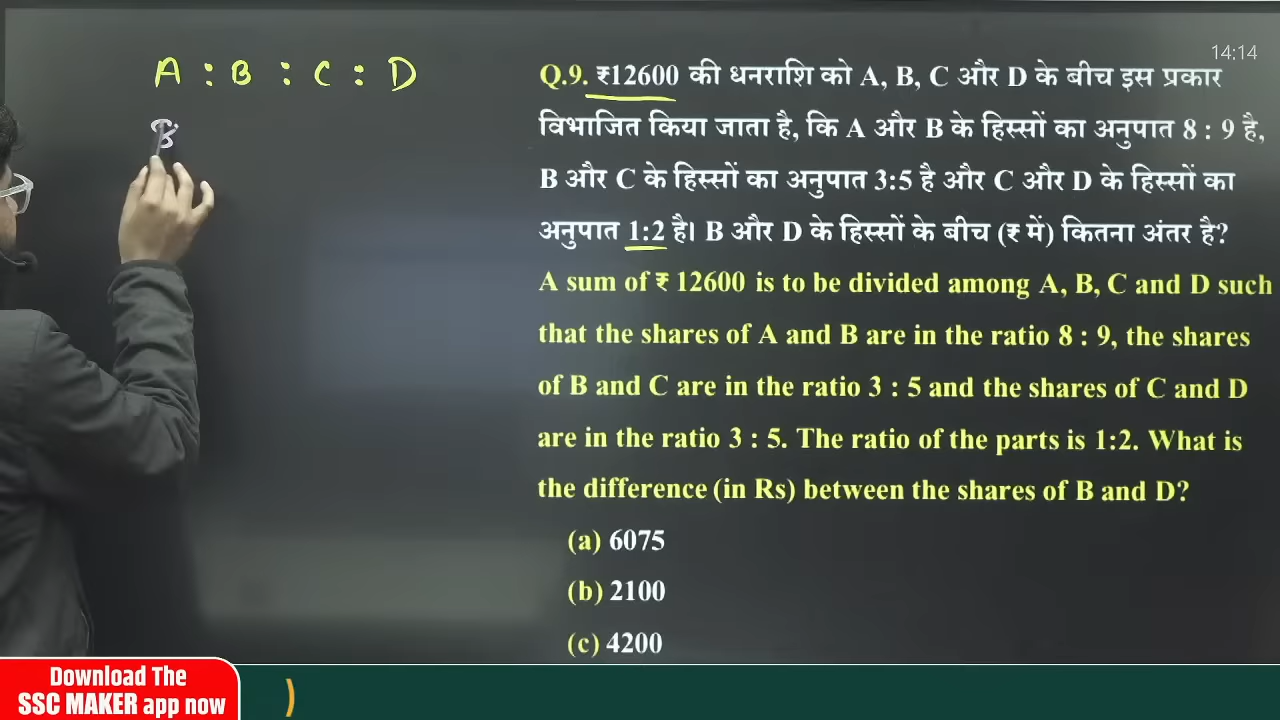 14:14
A : B : C : D
8
Q.9. ₹12600 की धनराशि को A, B, C और D के बीच इस प्रकार
विभाजित किया जाता है, कि A और B के हिस्सों का अनुपात 8 : 9 है,
B और C के हिस्सों का अनुपात 3:5 है और C और D के हिस्सों का
अनुपात 1:2 है। B और D के हिस्सों के बीच (₹ में) कितना अंतर है?
A sum of ₹ 12600 is to be divided among A, B, C and D such
that the shares of A and B are in the ratio 8 : 9, the shares
of B and C are in the ratio 3 : 5 and the shares of C and D
are in the ratio 3 : 5. The ratio of the parts is 1:2. What is
the difference (in Rs) between the shares of B and D?
(a) 6075
(b) 2100
(c) 4200
Download The
SSC MAKER app now
)